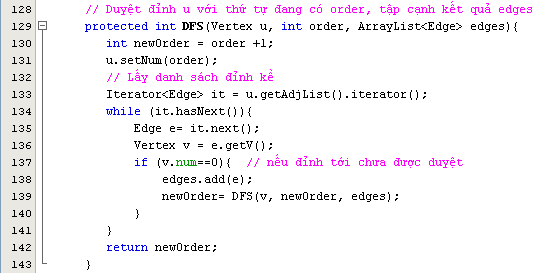 128 // Duyệt đỉnh u với thứ tự đang có order, tập cạnh kết quả edges
129 protected int DFS(Vertex u, int order, ArrayList<Edge> edges){
130 int newOrder = order +1;
131 u.setNum(order);
132 // Lấy danh sách đỉnh kề
133 Iterator<Edge> it = u.getAdjList().iterator();
134 while (it.hasNext()){
135 Edge e= it.next();
136 Vertex v = e.getV();
137 if (v.num==0){ // nếu đỉnh tới chưa được duyệt
138 edges.add(e);
139 newOrder= DFS(v, newOrder, edges);
140 }
141 }
142 return newOrder;
143 }